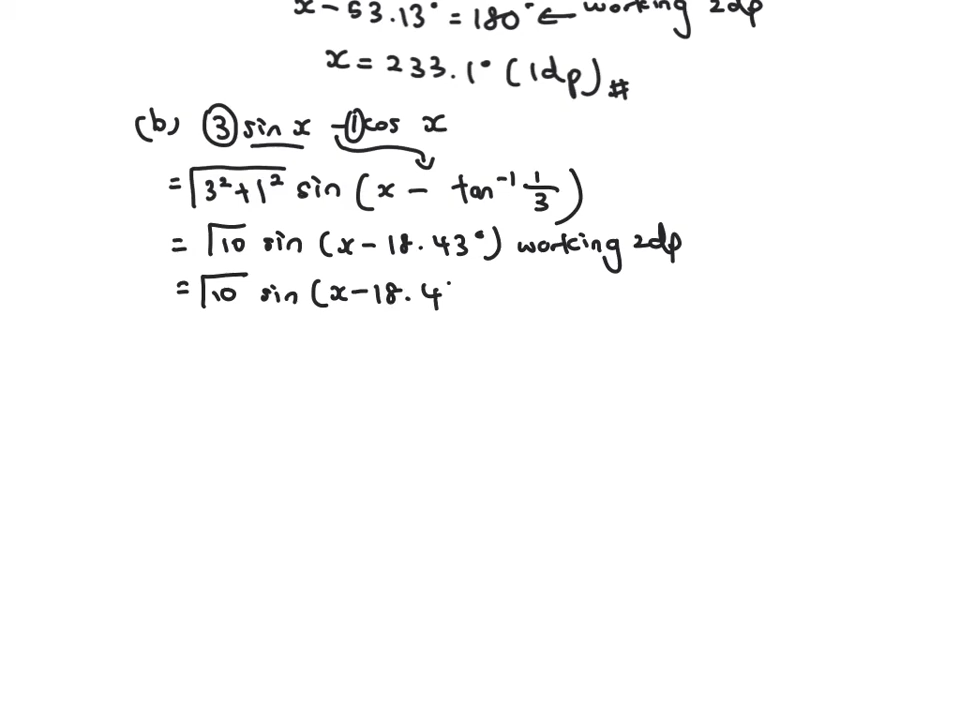 x - 53.13° = 180° ← working 2dp
x = 233.1° (1dp) #
(b) 3 sin x - 1 cos x
= √3² + 1² sin (x - tan⁻¹ 1/3)
= √10 sin (x - 18.43°) working 2dp
= √10 sin (x - 18.4